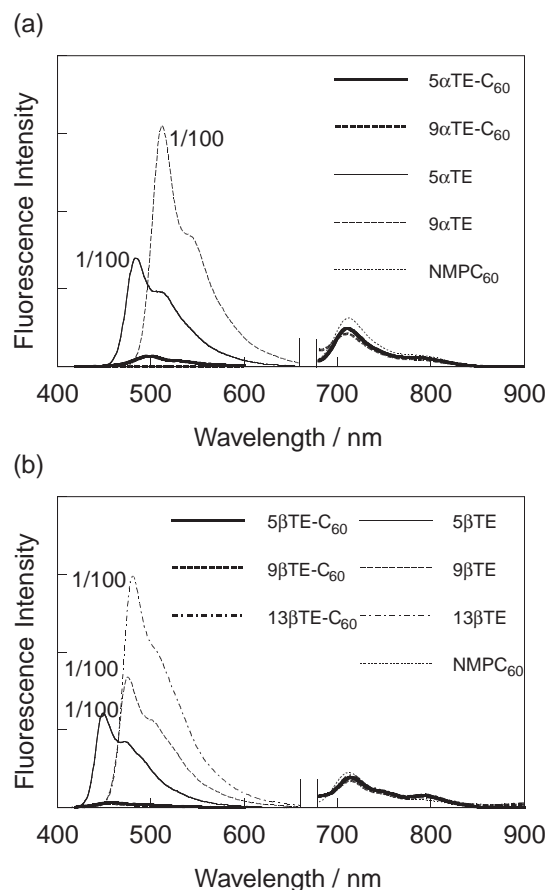 (a)
Fluorescence Intensity
1/100
1/100
5αTE-C60
9αTE-C60
5αTE
9αTE
NMPC60
400 500 600 700 800 900
Wavelength / nm
(b)
Fluorescence Intensity
1/100
1/100
1/100
5βTE-C60 5βTE
9βTE-C60 9βTE
13βTE-C60 13βTE
NMPC60
400 500 600 700 800 900
Wavelength / nm